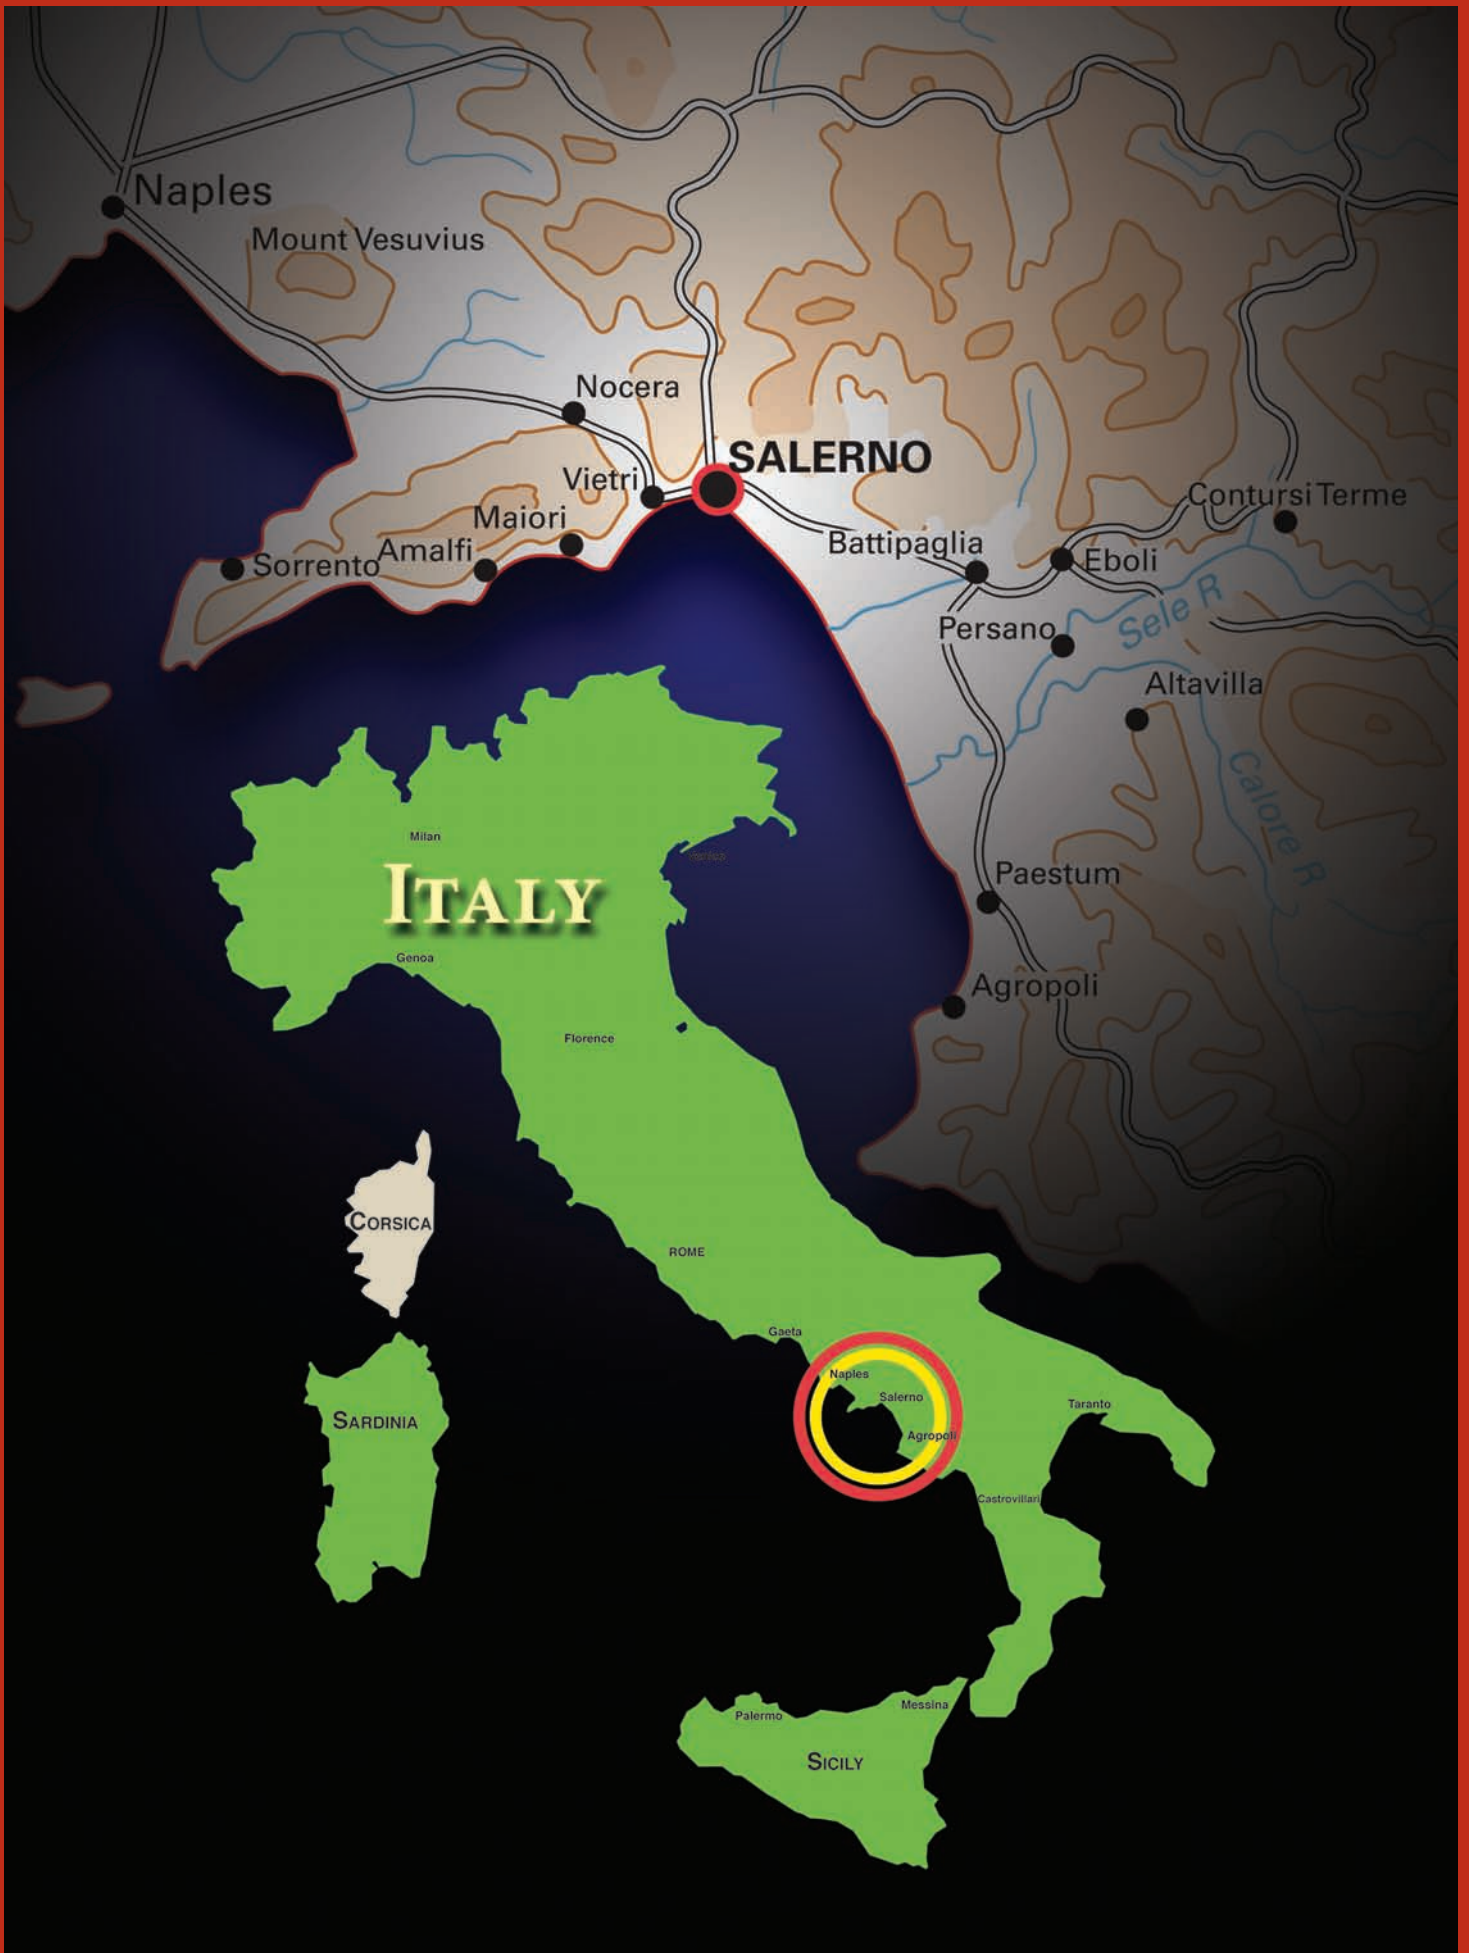 Naples
Mount Vesuvius
Nocera
SALERNO
Vietri
Contursi Terme
Maiori
Battipaglia
Amalfi
Sorrento
Eboli
Sele R
Persano
Altavilla
Calore R
Paestum
Agropoli
Milan
ITALY
Genoa
Florence
CORSICA
ROME
Gaeta
Naples
Salerno
Taranto
SARDINIA
Agropoli
Castrovillari
Messina
Palermo
SICILY